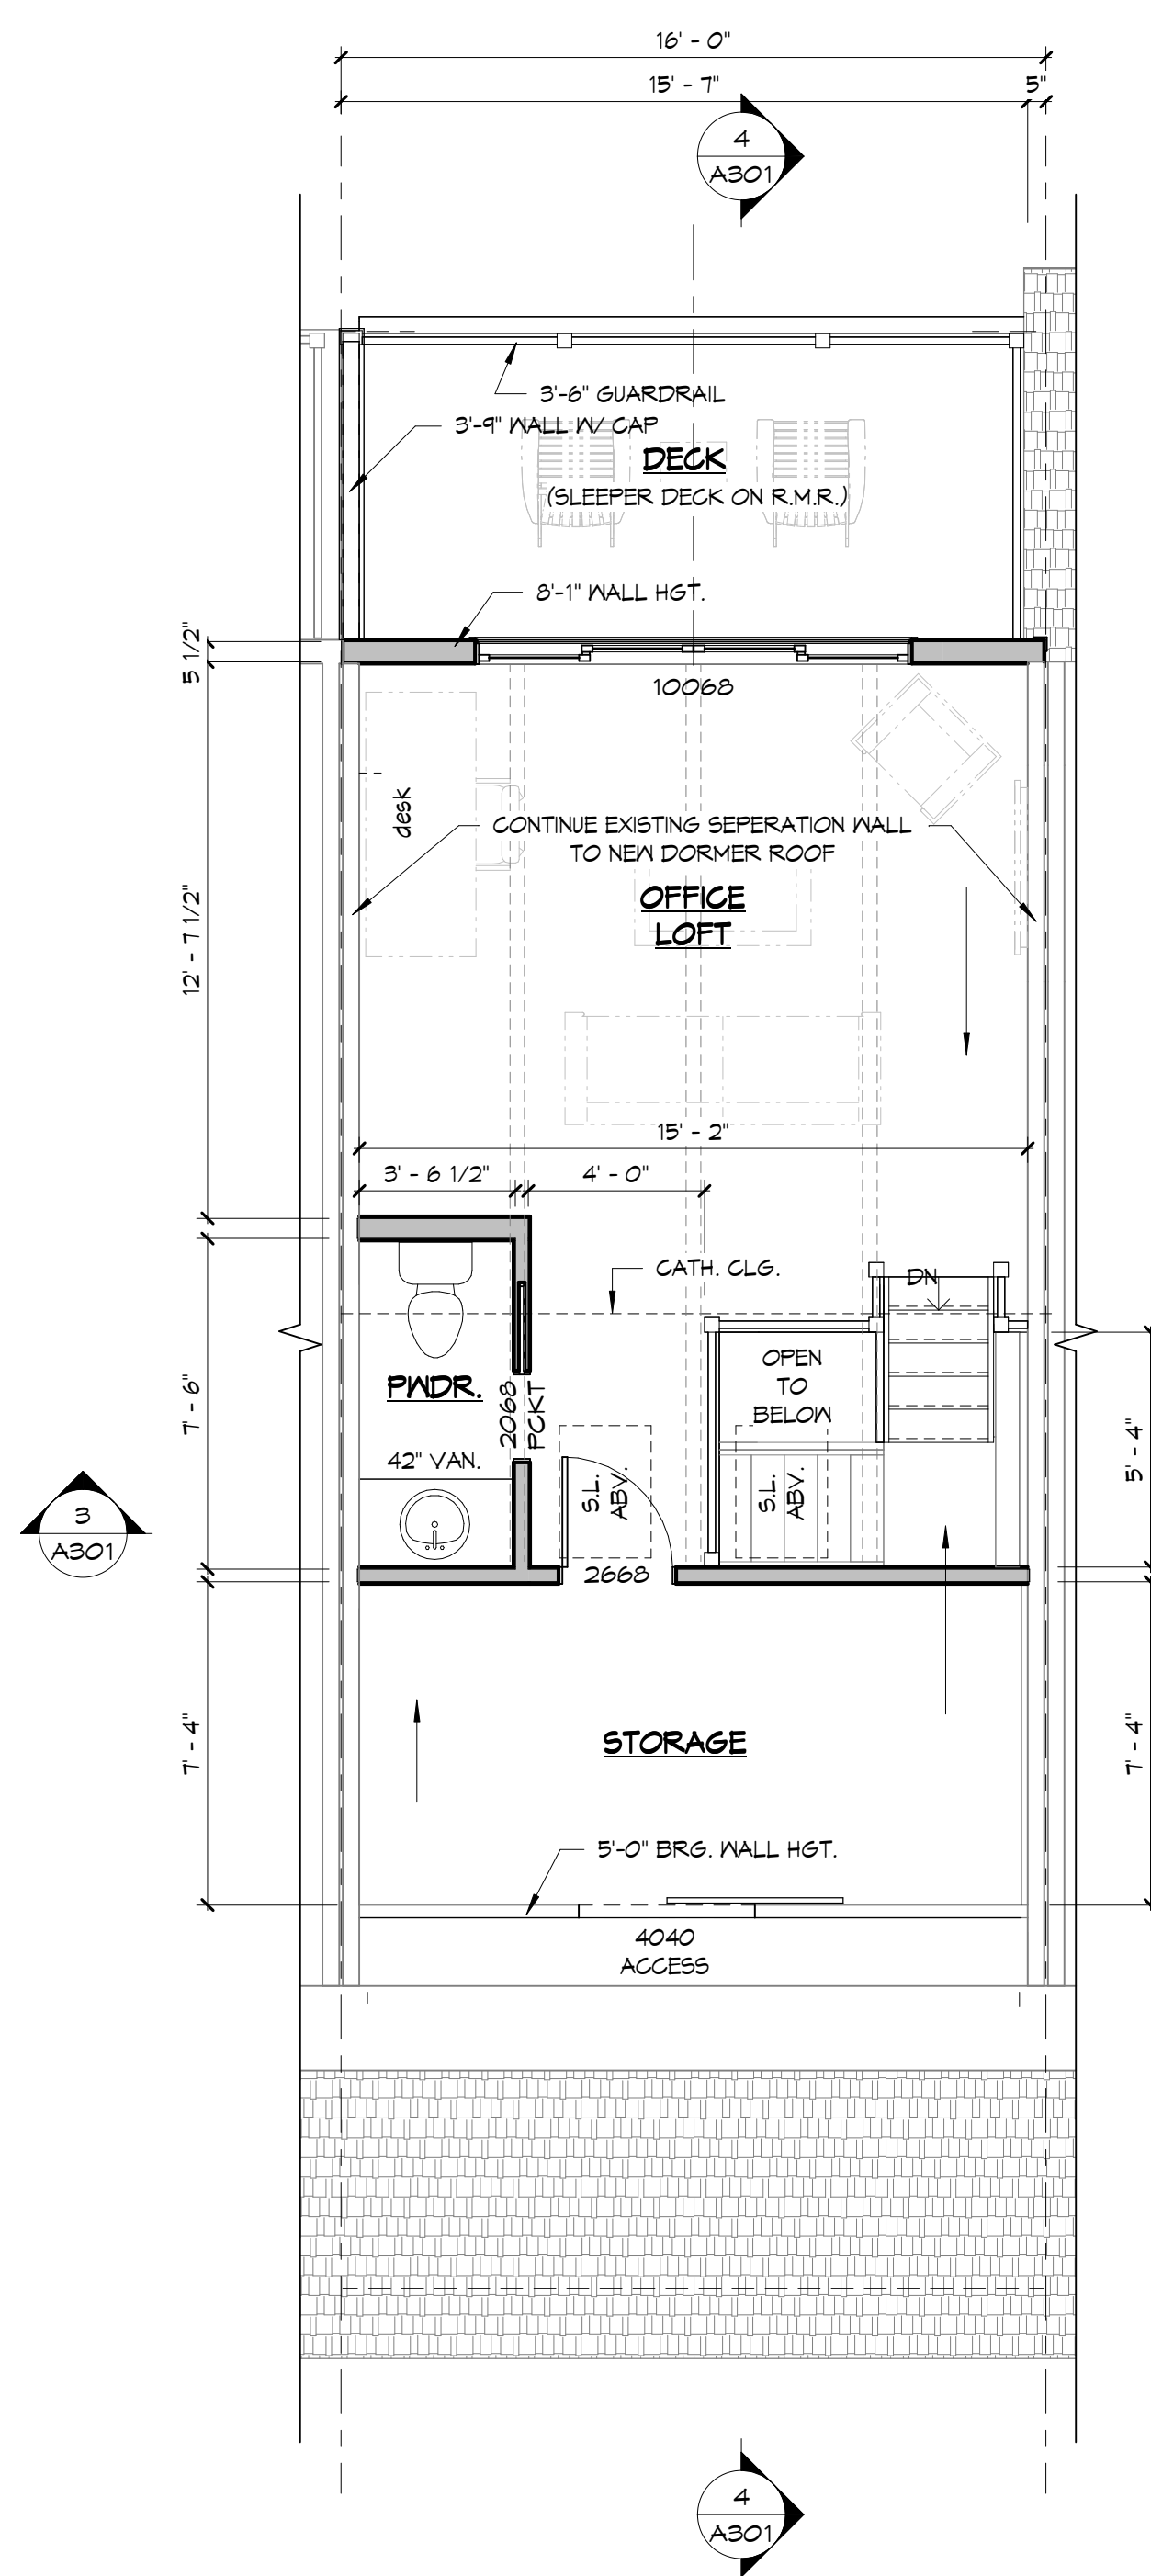 16' - 0"
15' - 7"
5"
4
A301
3'-6" GUARDRAIL
3'-9" WALL W/ CAP
DECK
(SLEEPER DECK ON R.M.R.)
8'-1" WALL HGT.
5 1/2"
10068
desk
CONTINUE EXISTING SEPERATION WALL
TO NEW DORMER ROOF
OFFICE
LOFT
12' - 7 1/2"
15' - 2"
3' - 6 1/2"
4' - 0"
CATH. CLG.
DN
OPEN
TO
BELOW
PWDR.
2068
PCKT
7' - 6"
42" VAN.
S.L.
ABV.
S.L.
ABV.
5' - 4"
3
A301
2668
STORAGE
7' - 4"
7' - 4"
5'-0" BRG. WALL HGT.
4040
ACCESS
4
A301